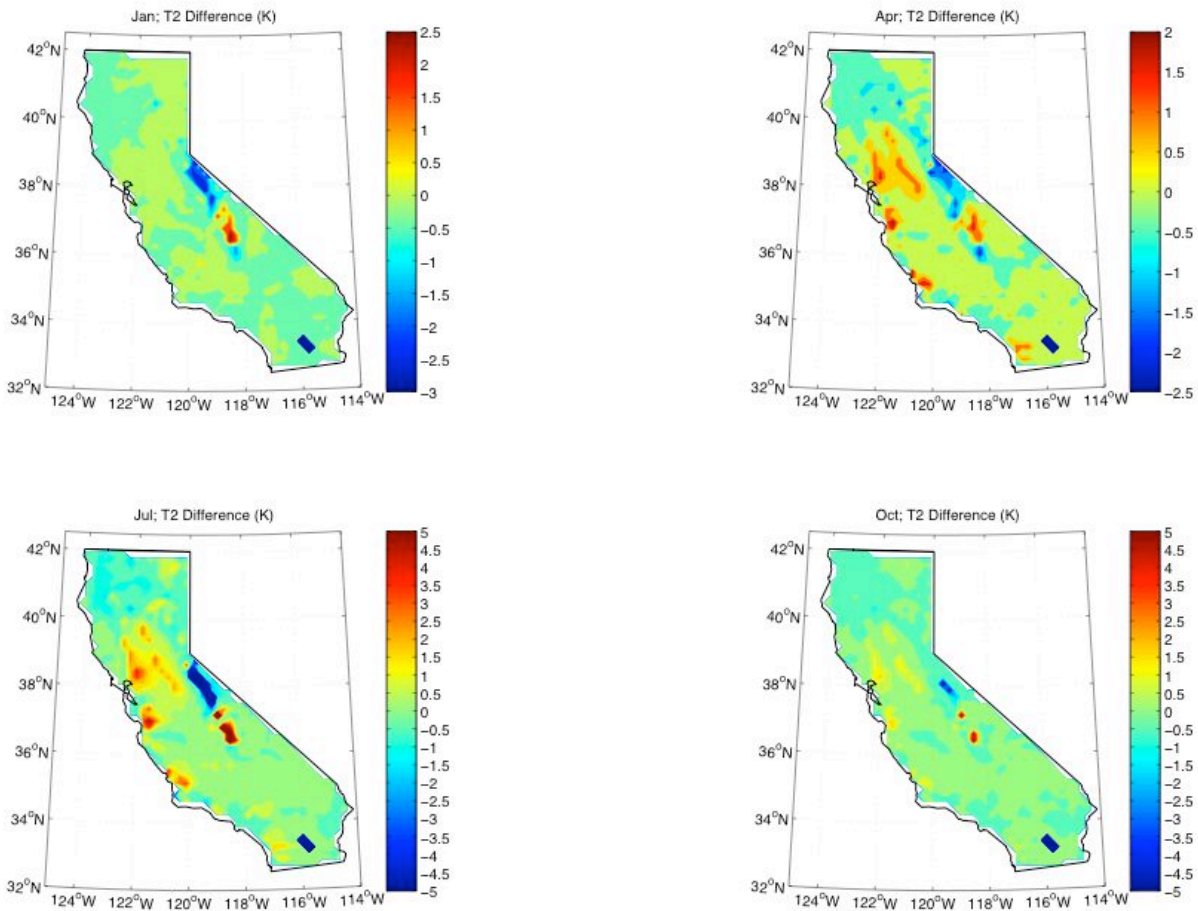 Jan; T2 Difference (K)
42°N
40°N
38°N
36°N
34°N
32°N
124°W 122°W 120°W 118°W 116°W 114°W
2.5
2
1.5
1
0.5
0
−0.5
−1
−1.5
−2
−2.5
−3
Apr; T2 Difference (K)
42°N
40°N
38°N
36°N
34°N
32°N
124°W 122°W 120°W 118°W 116°W 114°W
2
1.5
1
0.5
0
−0.5
−1
−1.5
−2
−2.5
Jul; T2 Difference (K)
42°N
40°N
38°N
36°N
34°N
32°N
124°W 122°W 120°W 118°W 116°W 114°W
5
4.5
4
3.5
3
2.5
2
1.5
1
0.5
0
−0.5
−1
−1.5
−2
−2.5
−3
−3.5
−4
−4.5
−5
Oct; T2 Difference (K)
42°N
40°N
38°N
36°N
34°N
32°N
124°W 122°W 120°W 118°W 116°W 114°W
5
4.5
4
3.5
3
2.5
2
1.5
1
0.5
0
−0.5
−1
−1.5
−2
−2.5
−3
−3.5
−4
−4.5
−5